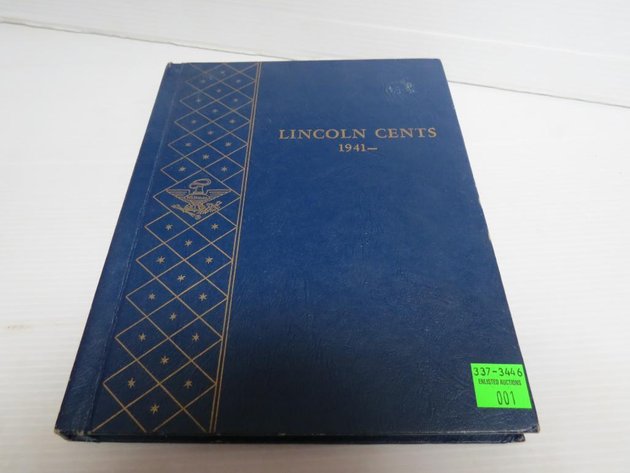 LINCOLN CENTS
1941—
337-3446
ENLISTED AUCTIONS
001